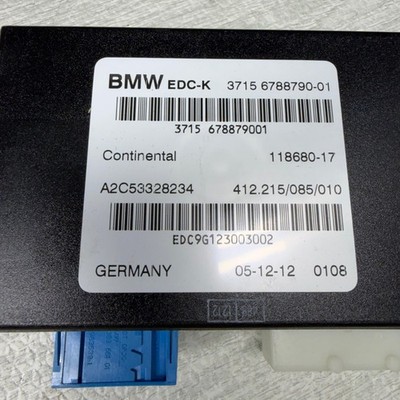 BMW EDC-K 3715 6788790-01
3715 678879001
Continental 118680-17
A2C53328234 412.215/085/010
EDC9G123003002
GERMANY 05-12-12 0108